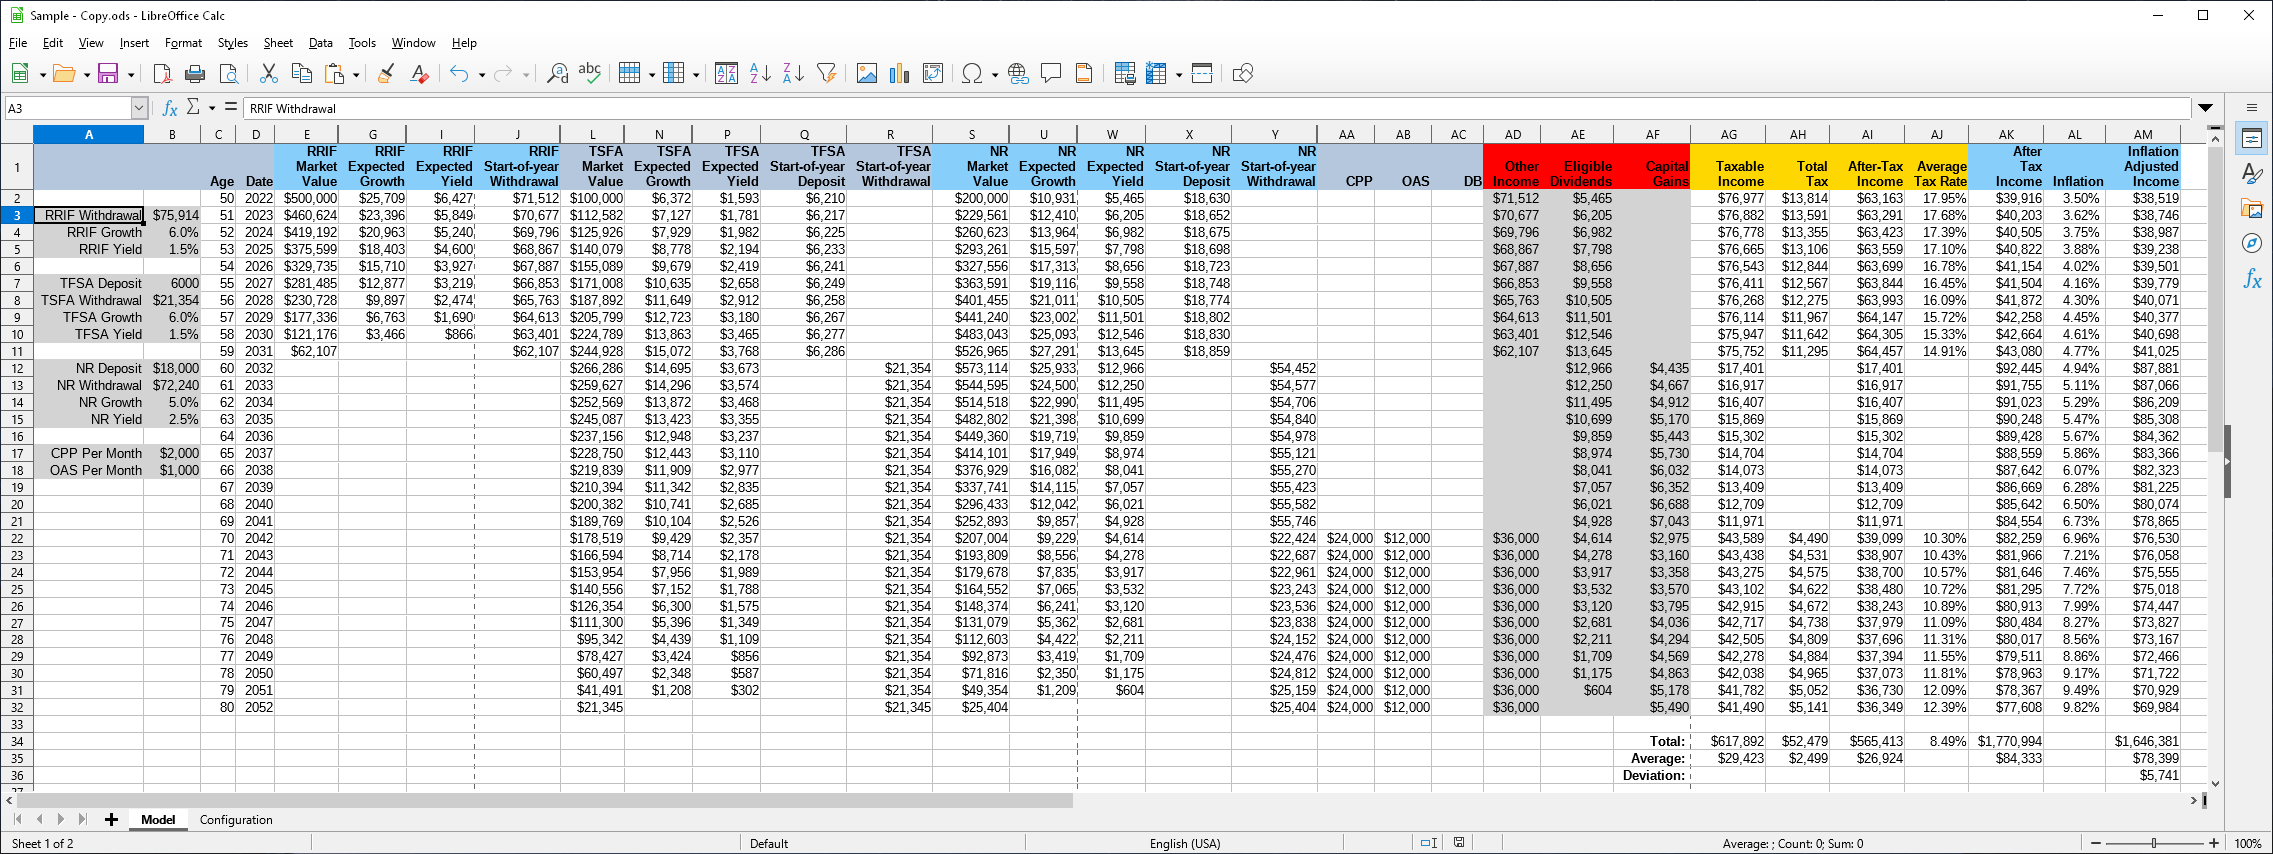 Sample - Copy.ods - LibreOffice Calc
File Edit View Insert Format Styles Sheet Data Tools Window Help
A3 RRIF Withdrawal
A B C D E G I J L N P Q R S U W X Y AA AB AC AD AE AF AG AH AI AJ AK AL AM
1 Age Date RRIF Market Value RRIF Expected Growth RRIF Expected Yield RRIF Start-of-year Withdrawal TSFA Market Value TSFA Expected Growth TFSA Expected Yield TFSA Start-of-year Deposit TFSA Start-of-year Withdrawal NR Market Value NR Expected Growth NR Expected Yield NR Start-of-year Deposit NR Start-of-year Withdrawal CPP OAS DB Other Income Eligible Dividends Capital Gains Taxable Income Total Tax After-Tax Income Average Tax Rate After Tax Income Inflation Inflation Adjusted Income
2 50 2022 $500,000 $25,709 $6,427 $71,512 $100,000 $6,372 $1,593 $6,210 $200,000 $10,931 $5,465 $18,630 $71,512 $5,465 $76,977 $13,814 $63,163 17.95% $39,916 3.50% $38,519
3 RRIF Withdrawal $75,914 51 2023 $460,624 $23,396 $5,849 $70,677 $112,582 $7,127 $1,781 $6,217 $229,561 $12,410 $6,205 $18,652 $70,677 $6,205 $76,882 $13,591 $63,291 17.68% $40,203 3.62% $38,746
4 RRIF Growth 6.0% 52 2024 $419,192 $20,963 $5,240 $69,796 $125,926 $7,929 $1,982 $6,225 $260,623 $13,964 $6,982 $18,675 $69,796 $6,982 $76,778 $13,355 $63,423 17.39% $40,505 3.75% $38,987
5 RRIF Yield 1.5% 53 2025 $375,599 $18,403 $4,600 $68,867 $140,079 $8,778 $2,194 $6,233 $293,261 $15,597 $7,798 $18,698 $68,867 $7,798 $76,665 $13,106 $63,559 17.10% $40,822 3.88% $39,238
6 54 2026 $329,735 $15,710 $3,927 $67,887 $155,089 $9,679 $2,419 $6,241 $327,556 $17,313 $8,656 $18,723 $67,887 $8,656 $76,543 $12,844 $63,699 16.78% $41,154 4.02% $39,501
7 TFSA Deposit 6000 55 2027 $281,485 $12,877 $3,219 $66,853 $171,008 $10,635 $2,658 $6,249 $363,591 $19,116 $9,558 $18,748 $66,853 $9,558 $76,411 $12,567 $63,844 16.45% $41,504 4.16% $39,779
8 TSFA Withdrawal $21,354 56 2028 $230,728 $9,897 $2,474 $65,763 $187,892 $11,649 $2,912 $6,258 $401,455 $21,011 $10,505 $18,774 $65,763 $10,505 $76,268 $12,275 $63,993 16.09% $41,872 4.30% $40,071
9 TFSA Growth 6.0% 57 2029 $177,336 $6,763 $1,690 $64,613 $205,799 $12,723 $3,180 $6,267 $441,240 $23,002 $11,501 $18,802 $64,613 $11,501 $76,114 $11,967 $64,147 15.72% $42,258 4.45% $40,377
10 TFSA Yield 1.5% 58 2030 $121,176 $3,466 $866 $63,401 $224,789 $13,863 $3,465 $6,277 $483,043 $25,093 $12,546 $18,830 $63,401 $12,546 $75,947 $11,642 $64,305 15.33% $42,664 4.61% $40,698
11 59 2031 $62,107 $62,107 $244,928 $15,072 $3,768 $6,286 $526,965 $27,291 $13,645 $18,859 $62,107 $13,645 $75,752 $11,295 $64,457 14.91% $43,080 4.77% $41,025
12 NR Deposit $18,000 60 2032 $266,286 $14,695 $3,673 $21,354 $573,114 $25,933 $12,966 $54,452 $12,966 $4,435 $17,401 $17,401 $92,445 4.94% $87,881
13 NR Withdrawal $72,240 61 2033 $259,627 $14,296 $3,574 $21,354 $544,595 $24,500 $12,250 $54,577 $12,250 $4,667 $16,917 $16,917 $91,755 5.11% $87,066
14 NR Growth 5.0% 62 2034 $252,569 $13,872 $3,468 $21,354 $514,518 $22,990 $11,495 $54,706 $11,495 $4,912 $16,407 $16,407 $91,023 5.29% $86,209
15 NR Yield 2.5% 63 2035 $245,087 $13,423 $3,355 $21,354 $482,802 $21,398 $10,699 $54,840 $10,699 $5,170 $15,869 $15,869 $90,248 5.47% $85,308
16 64 2036 $237,156 $12,948 $3,237 $21,354 $449,360 $19,719 $9,859 $54,978 $9,859 $5,443 $15,302 $15,302 $89,428 5.67% $84,362
17 CPP Per Month $2,000 65 2037 $228,750 $12,443 $3,110 $21,354 $414,101 $17,949 $8,974 $55,121 $8,974 $5,730 $14,704 $14,704 $88,559 5.86% $83,366
18 OAS Per Month $1,000 66 2038 $219,839 $11,909 $2,977 $21,354 $376,929 $16,082 $8,041 $55,270 $8,041 $6,032 $14,073 $14,073 $87,642 6.07% $82,323
19 67 2039 $210,394 $11,342 $2,835 $21,354 $337,741 $14,115 $7,057 $55,423 $7,057 $6,352 $13,409 $13,409 $86,669 6.28% $81,225
20 68 2040 $200,382 $10,741 $2,685 $21,354 $296,433 $12,042 $6,021 $55,582 $6,021 $6,688 $12,709 $12,709 $85,642 6.50% $80,074
21 69 2041 $189,769 $10,104 $2,526 $21,354 $252,893 $9,857 $4,928 $55,746 $4,928 $7,043 $11,971 $11,971 $84,554 6.73% $78,865
22 70 2042 $178,519 $9,429 $2,357 $21,354 $207,004 $9,229 $4,614 $22,424 $24,000 $12,000 $36,000 $4,614 $2,975 $43,589 $4,490 $39,099 10.30% $82,259 6.96% $76,530
23 71 2043 $166,594 $8,714 $2,178 $21,354 $193,809 $8,556 $4,278 $22,687 $24,000 $12,000 $36,000 $4,278 $3,160 $43,438 $4,531 $38,907 10.43% $81,966 7.21% $76,058
24 72 2044 $153,954 $7,956 $1,989 $21,354 $179,678 $7,835 $3,917 $22,961 $24,000 $12,000 $36,000 $3,917 $3,358 $43,275 $4,575 $38,700 10.57% $81,646 7.46% $75,555
25 73 2045 $140,556 $7,152 $1,788 $21,354 $164,552 $7,065 $3,532 $23,243 $24,000 $12,000 $36,000 $3,532 $3,570 $43,102 $4,622 $38,480 10.72% $81,295 7.72% $75,018
26 74 2046 $126,354 $6,300 $1,575 $21,354 $148,374 $6,241 $3,120 $23,536 $24,000 $12,000 $36,000 $3,120 $3,795 $42,915 $4,672 $38,243 10.89% $80,913 7.99% $74,447
27 75 2047 $111,300 $5,396 $1,349 $21,354 $131,079 $5,362 $2,681 $23,838 $24,000 $12,000 $36,000 $2,681 $4,036 $42,717 $4,738 $37,979 11.09% $80,484 8.27% $73,827
28 76 2048 $95,342 $4,439 $1,109 $21,354 $112,603 $4,422 $2,211 $24,152 $24,000 $12,000 $36,000 $2,211 $4,294 $42,505 $4,809 $37,696 11.31% $80,017 8.56% $73,167
29 77 2049 $78,427 $3,424 $856 $21,354 $92,873 $3,419 $1,709 $24,476 $24,000 $12,000 $36,000 $1,709 $4,569 $42,278 $4,884 $37,394 11.55% $79,511 8.86% $72,466
30 78 2050 $60,497 $2,348 $587 $21,354 $71,816 $2,350 $1,175 $24,812 $24,000 $12,000 $36,000 $1,175 $4,863 $42,038 $4,965 $37,073 11.81% $78,963 9.17% $71,722
31 79 2051 $41,491 $1,208 $302 $21,354 $49,354 $1,209 $604 $25,159 $24,000 $12,000 $36,000 $604 $5,178 $41,782 $5,052 $36,730 12.09% $78,367 9.49% $70,929
32 80 2052 $21,345 $21,345 $25,404 $25,404 $24,000 $12,000 $36,000 $5,490 $41,490 $5,141 $36,349 12.39% $77,608 9.82% $69,984
33
34 Total: $617,892 $52,479 $565,413 8.49% $1,770,994 $1,646,381
35 Average: $29,423 $2,499 $26,924 $84,333 $78,399
36 Deviation: $5,741
Model Configuration
Sheet 1 of 2 Default English (USA) Average: ; Count: 0; Sum: 0 100%